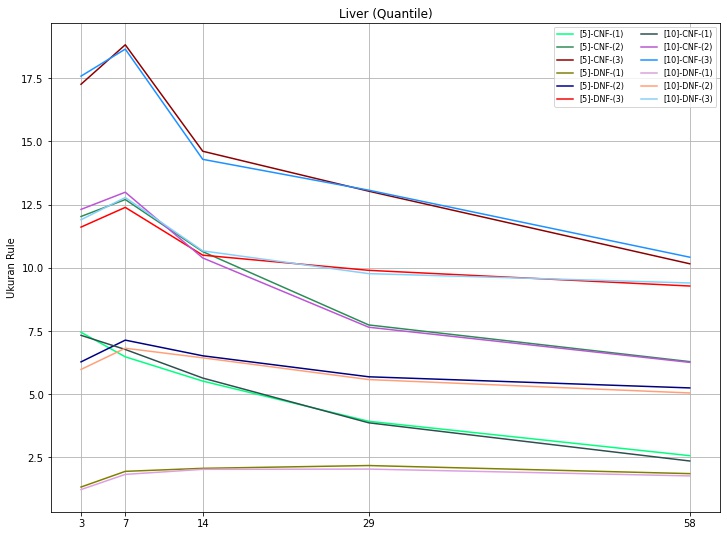 Liver (Quantile)
[5]-CNF-(1)
[5]-CNF-(2)
[5]-CNF-(3)
[5]-DNF-(1)
[5]-DNF-(2)
[5]-DNF-(3)
[10]-CNF-(1)
[10]-CNF-(2)
[10]-CNF-(3)
[10]-DNF-(1)
[10]-DNF-(2)
[10]-DNF-(3)
Ukuran Rule
17.5
15.0
12.5
10.0
7.5
5.0
2.5
3 7 14 29 58